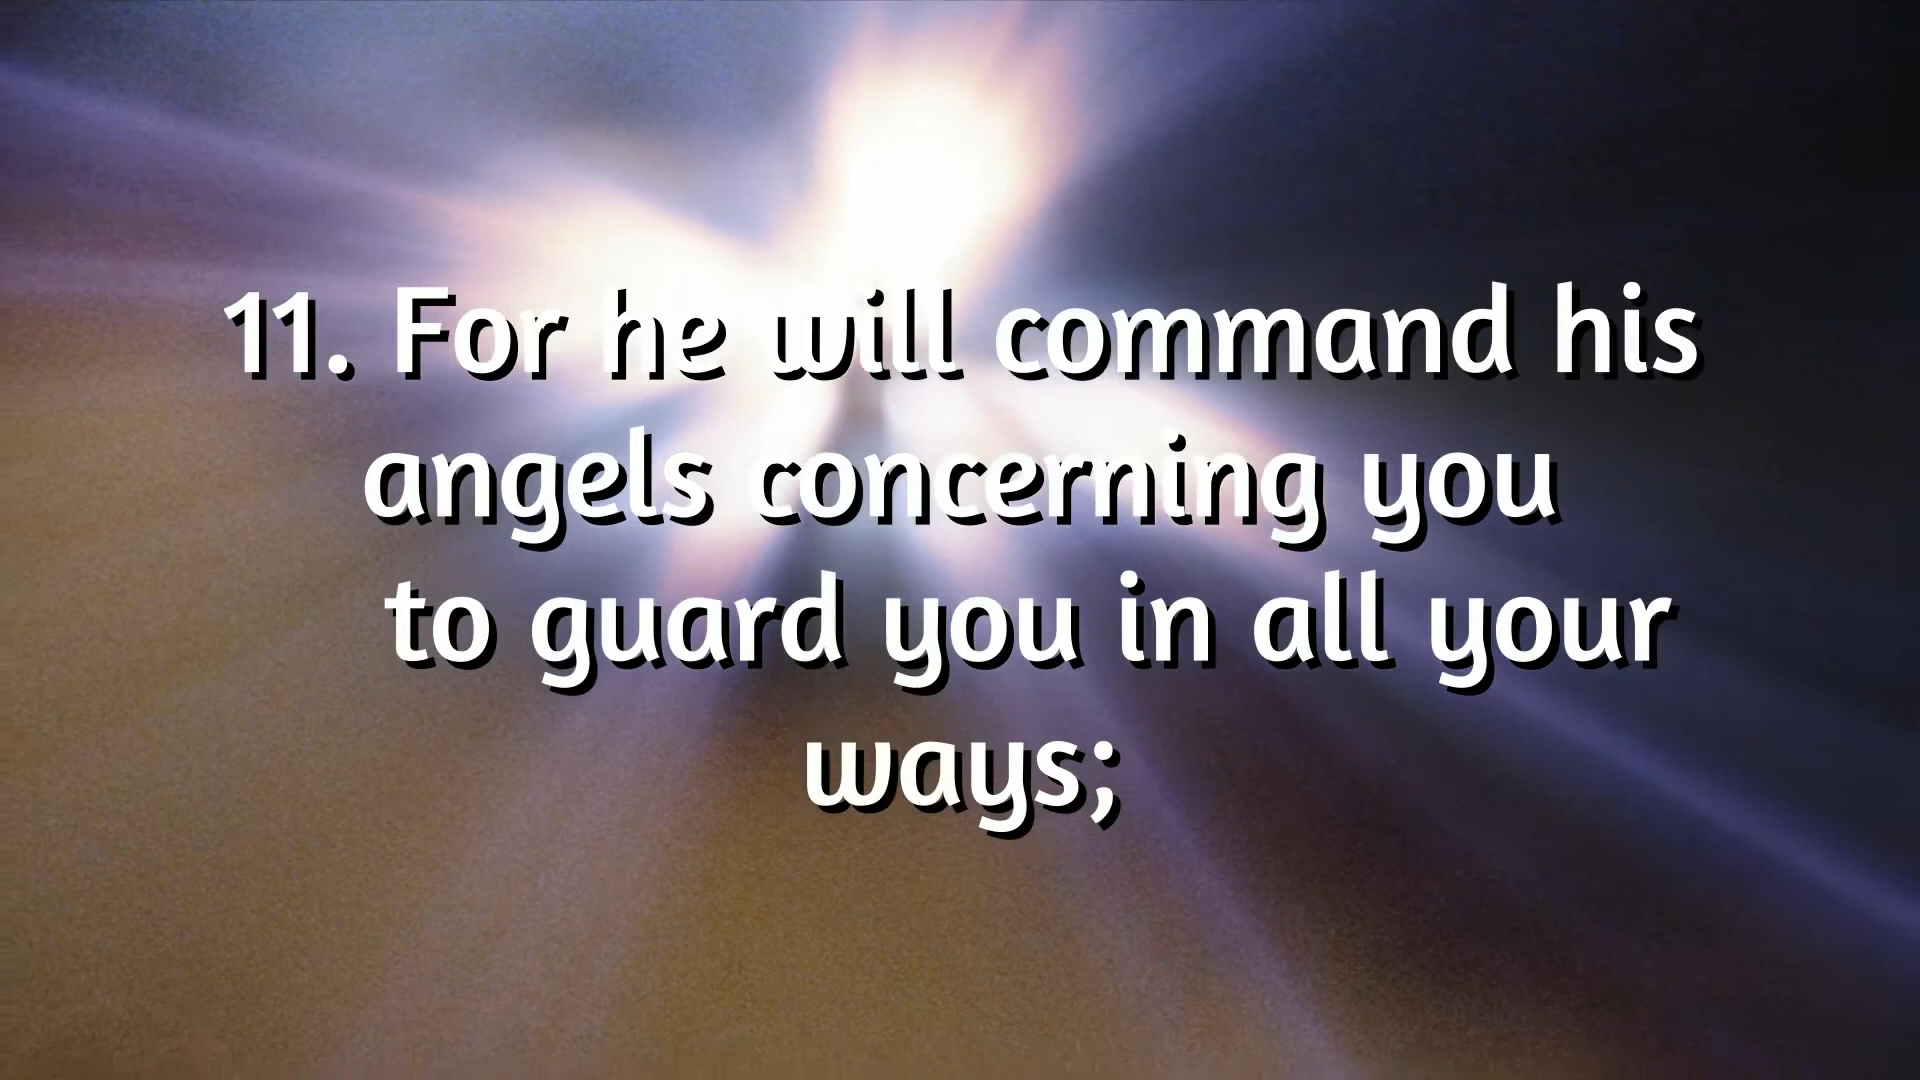 11. For he will command his
angels concerning you
to guard you in all your
ways;